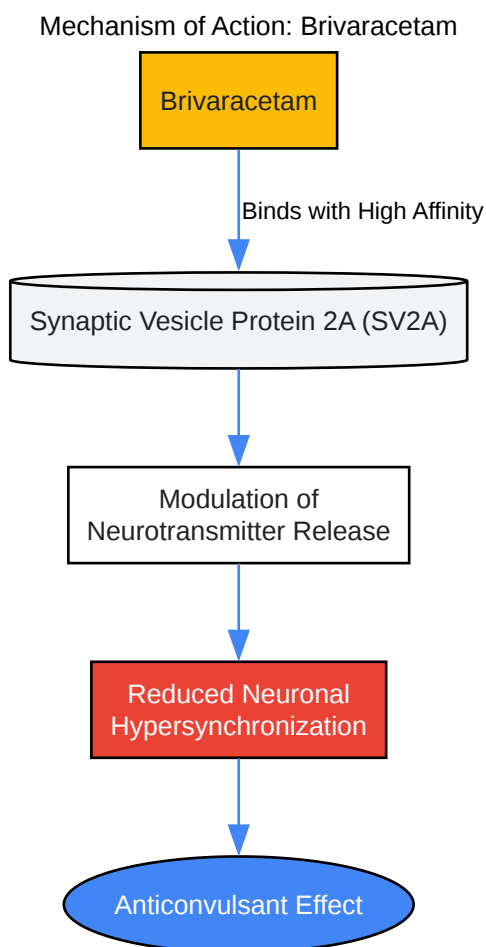 Mechanism of Action: Brivaracetam
Brivaracetam
Binds with High Affinity
Synaptic Vesicle Protein 2A (SV2A)
Modulation of
Neurotransmitter Release
Reduced Neuronal
Hypersynchronization
Anticonvulsant Effect